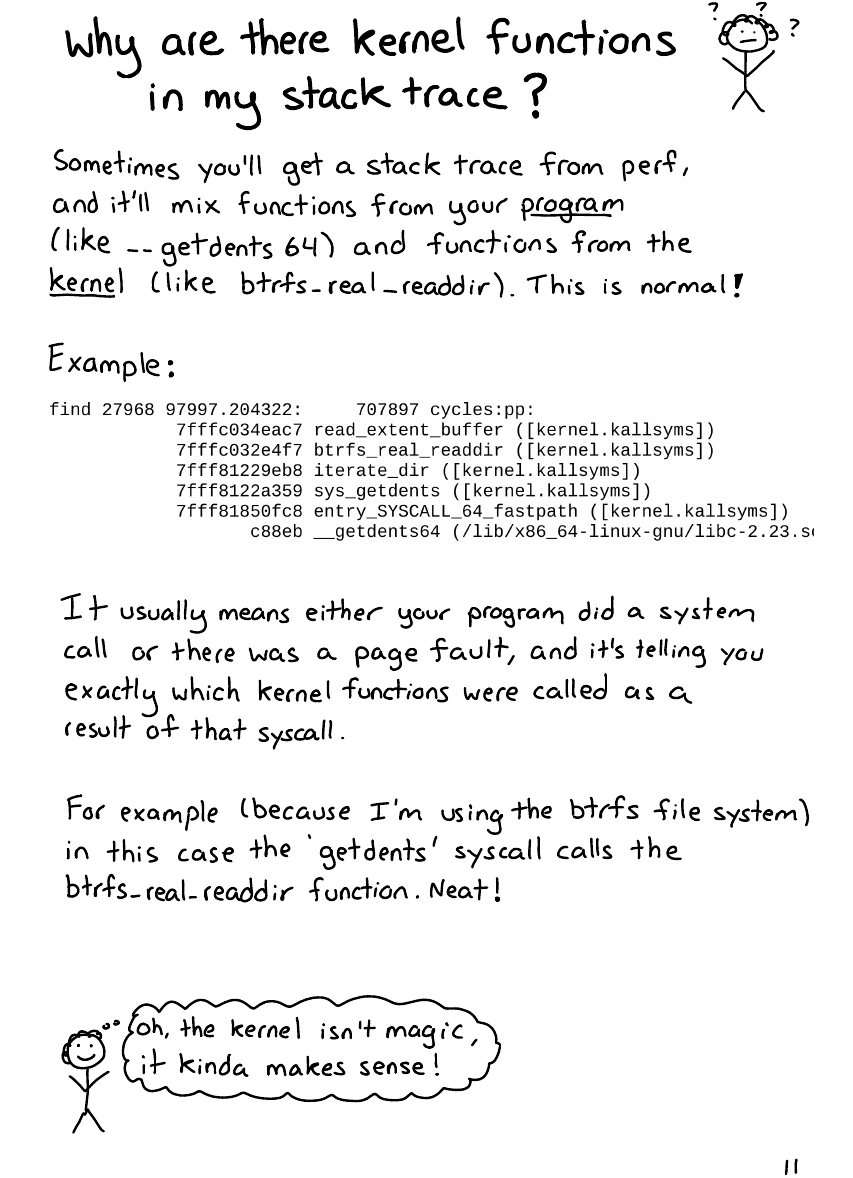 ? ? ?
Why are there kernel functions
in my stack trace?
Sometimes you'll get a stack trace from perf,
and it'll mix functions from your program
(like __getdents 64) and functions from the
kernel (like btrfs_real_readdir). This is normal!
Example:
find 27968 97997.204322:     707897 cycles:pp:
7fffc034eac7 read_extent_buffer ([kernel.kallsyms])
7fffc032e4f7 btrfs_real_readdir ([kernel.kallsyms])
7fff81229eb8 iterate_dir ([kernel.kallsyms])
7fff8122a359 sys_getdents ([kernel.kallsyms])
7fff81850fc8 entry_SYSCALL_64_fastpath ([kernel.kallsyms])
c88eb __getdents64 (/lib/x86_64-linux-gnu/libc-2.23.s
It usually means either your program did a system
call or there was a page fault, and it's telling you
exactly which kernel functions were called as a
result of that syscall.
For example (because I'm using the btrfs file system)
in this case the 'getdents' syscall calls the
btrfs_real_readdir function. Neat!
oh, the kernel isn't magic,
it kinda makes sense!
11